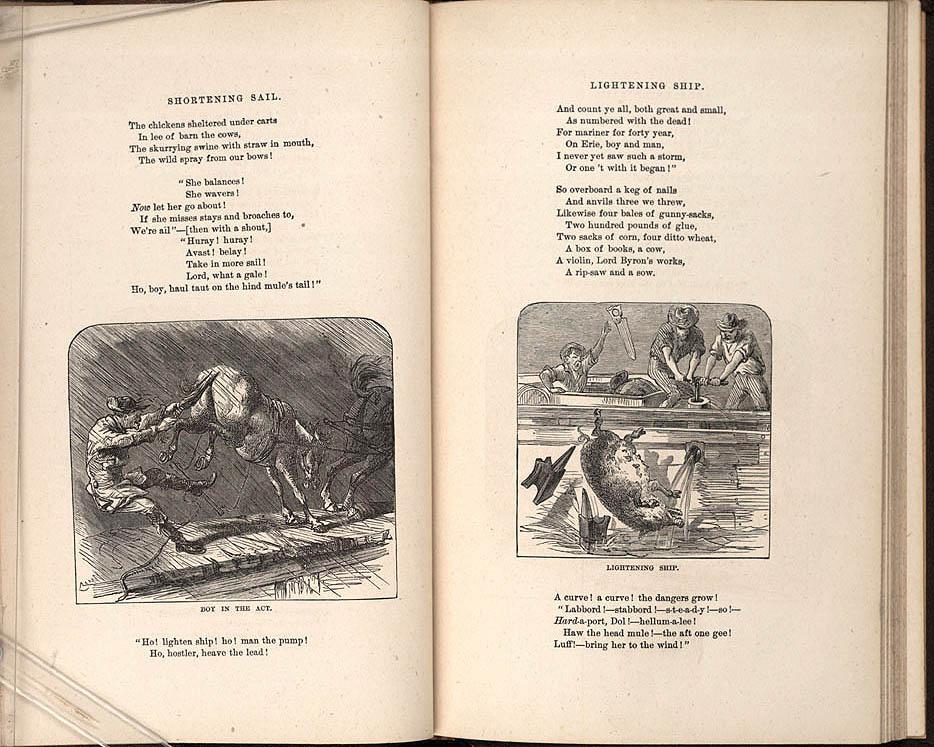 SHORTENING SAIL.
The chickens sheltered under carts
In lee of barn the cows,
The skurrying swine with straw in mouth,
The wild spray from our bows!
"She balances!
She wavers!
Now let her go about!
If she misses stays and broaches to,
We're all"—[then with a shout,]
"Huray! huray!
Avast! belay!
Take in more sail!
Lord, what a gale!
Ho, boy, haul taut on the hind mule's tail!"
BOY IN THE ACT.
"Ho! lighten ship! ho! man the pump!
Ho, hostler, heave the lead!
LIGHTENING SHIP.
And count ye all, both great and small,
As numbered with the dead!
For mariner for forty year,
On Erie, boy and man,
I never yet saw such a storm,
Or one 't with it began!"
So overboard a keg of nails
And anvils three we threw,
Likewise four bales of gunny-sacks,
Two hundred pounds of glue,
Two sacks of corn, four ditto wheat,
A box of books, a cow,
A violin, Lord Byron's works,
A rip-saw and a sow.
LIGHTENING SHIP.
A curve! a curve! the dangers grow!
"Labbord!—stabbord!—s-t-e-a-d-y!—so!—
Hard-a-port, Dol!—hellum-a-lee!
Haw the head mule!—the aft one gee!
Luff!—bring her to the wind!"